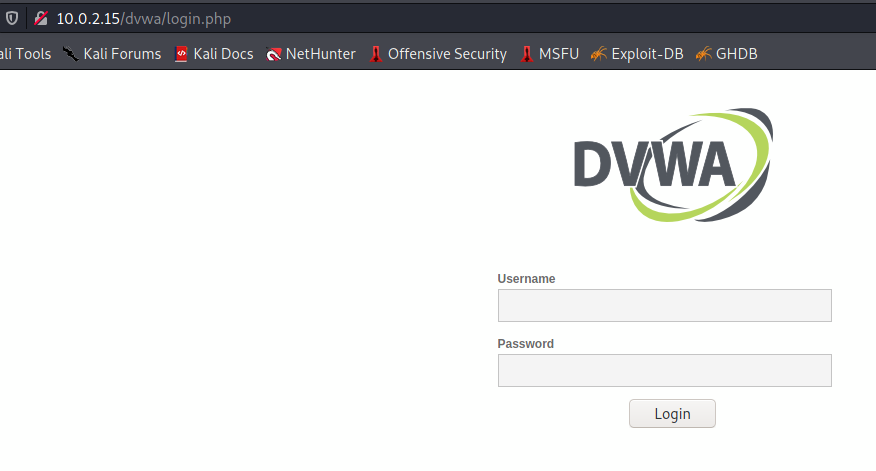 10.0.2.15/dvwa/login.php
ali Tools Kali Forums Kali Docs NetHunter Offensive Security MSFU Exploit-DB GHDB
DVWA
Username
Password
Login